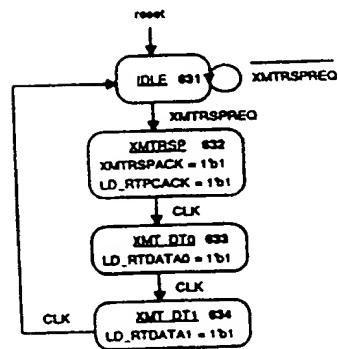 reset
IDLE 631
XMTRSPREQ
XMTRSPREQ
XMTRSP 632
XMTRSPACK = 1'b1
LD_RTPCACK = 1'b1
CLK
XMT_DT0 633
LD_RTDATA0 = 1'b1
CLK
CLK
XMT_DT1 634
LD_RTDATA1 = 1'b1